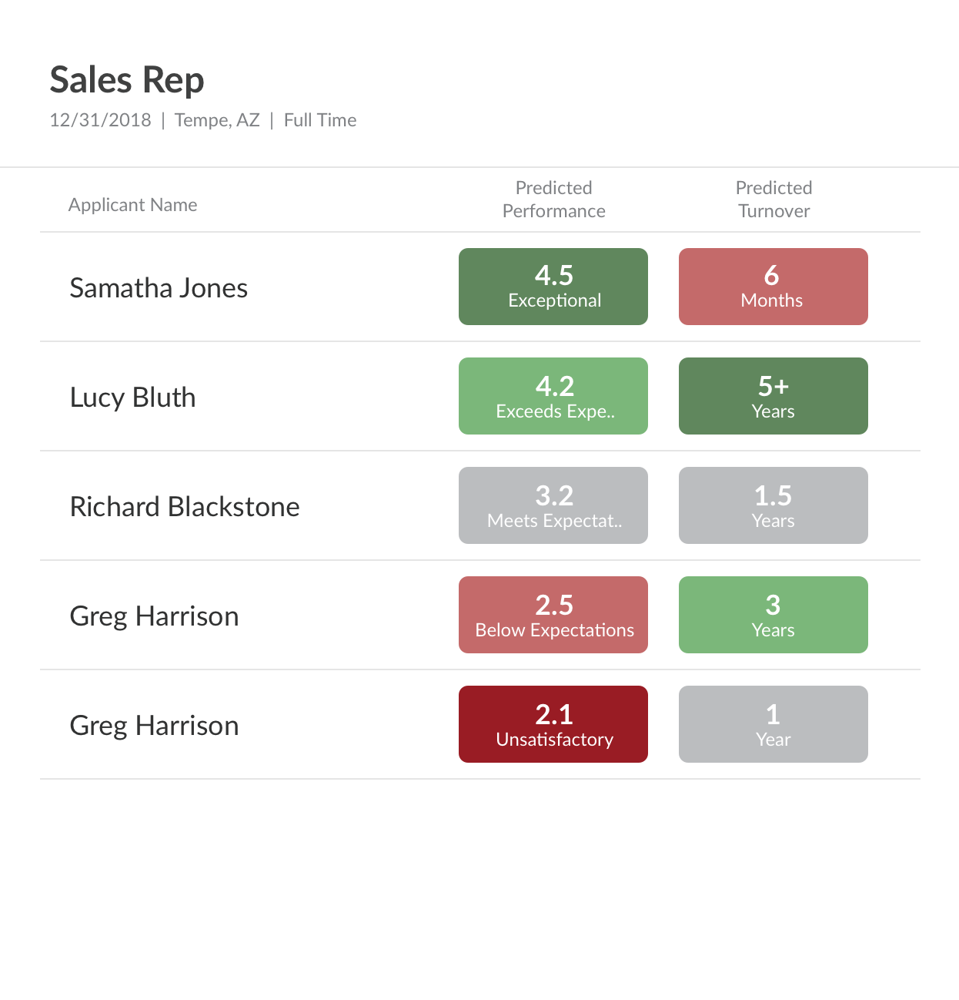 Sales Rep
12/31/2018 | Tempe, AZ | Full Time
Applicant Name
Predicted
Performance
Predicted
Turnover
Samatha Jones
4.5
Exceptional
6
Months
Lucy Bluth
4.2
Exceeds Expe..
5+
Years
Richard Blackstone
3.2
Meets Expectat..
1.5
Years
Greg Harrison
2.5
Below Expectations
3
Years
Greg Harrison
2.1
Unsatisfactory
1
Year